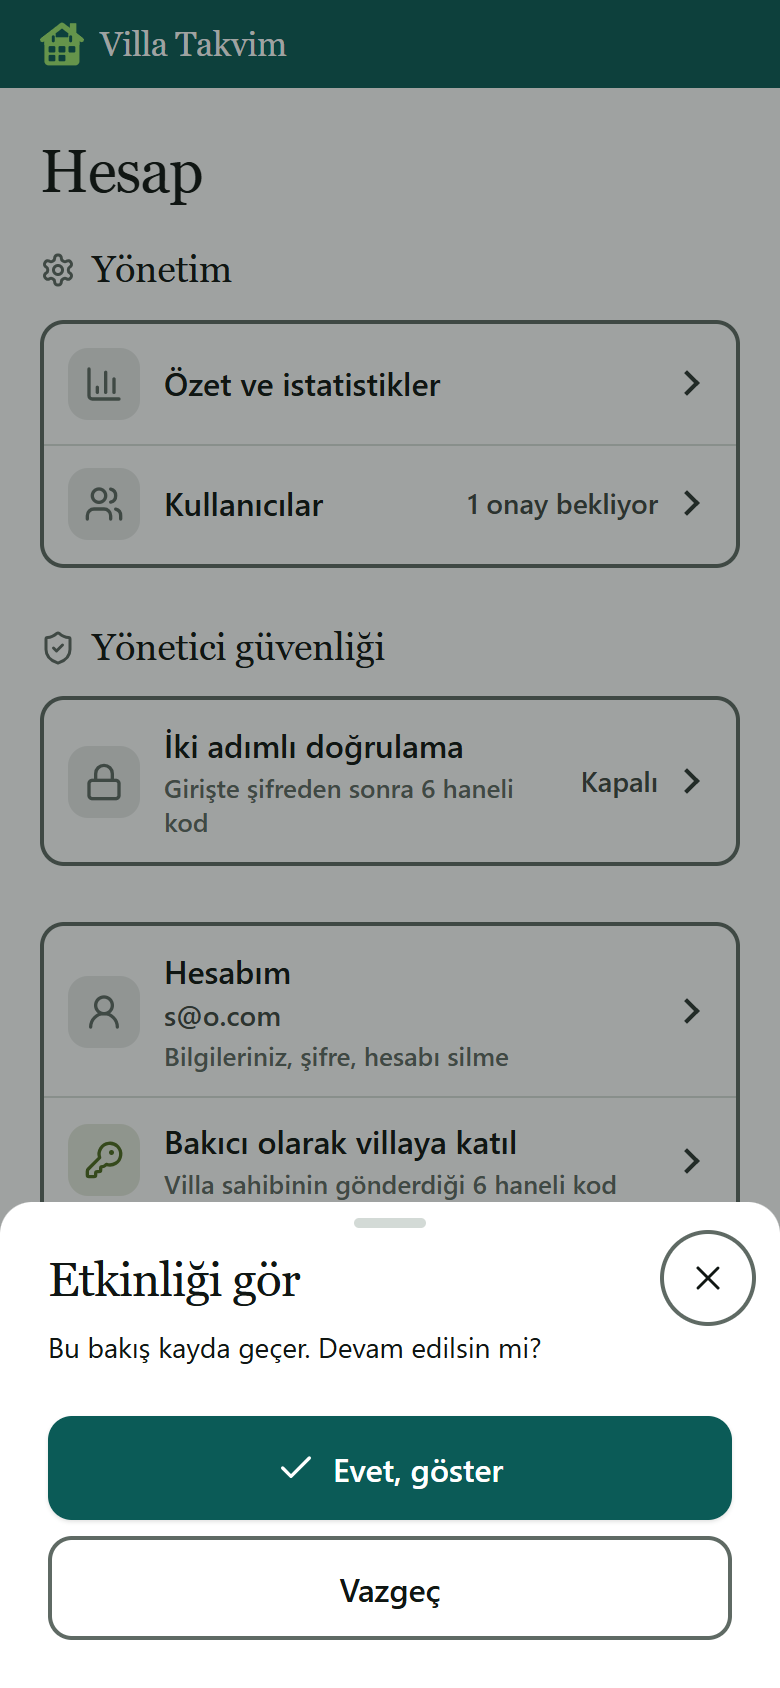 Villa Takvim
Hesap
Yönetim
Özet ve istatistikler
Kullanıcılar
1 onay bekliyor
Yönetici güvenliği
İki adımlı doğrulama
Girişte şifreden sonra 6 haneli
kod
Kapalı
Hesabım
s@o.com
Bilgileriniz, şifre, hesabı silme
Bakıcı olarak villaya katıl
Villa sahibinin gönderdiği 6 haneli kod
Etkinliği gör
Bu bakış kayda geçer. Devam edilsin mi?
Evet, göster
Vazgeç